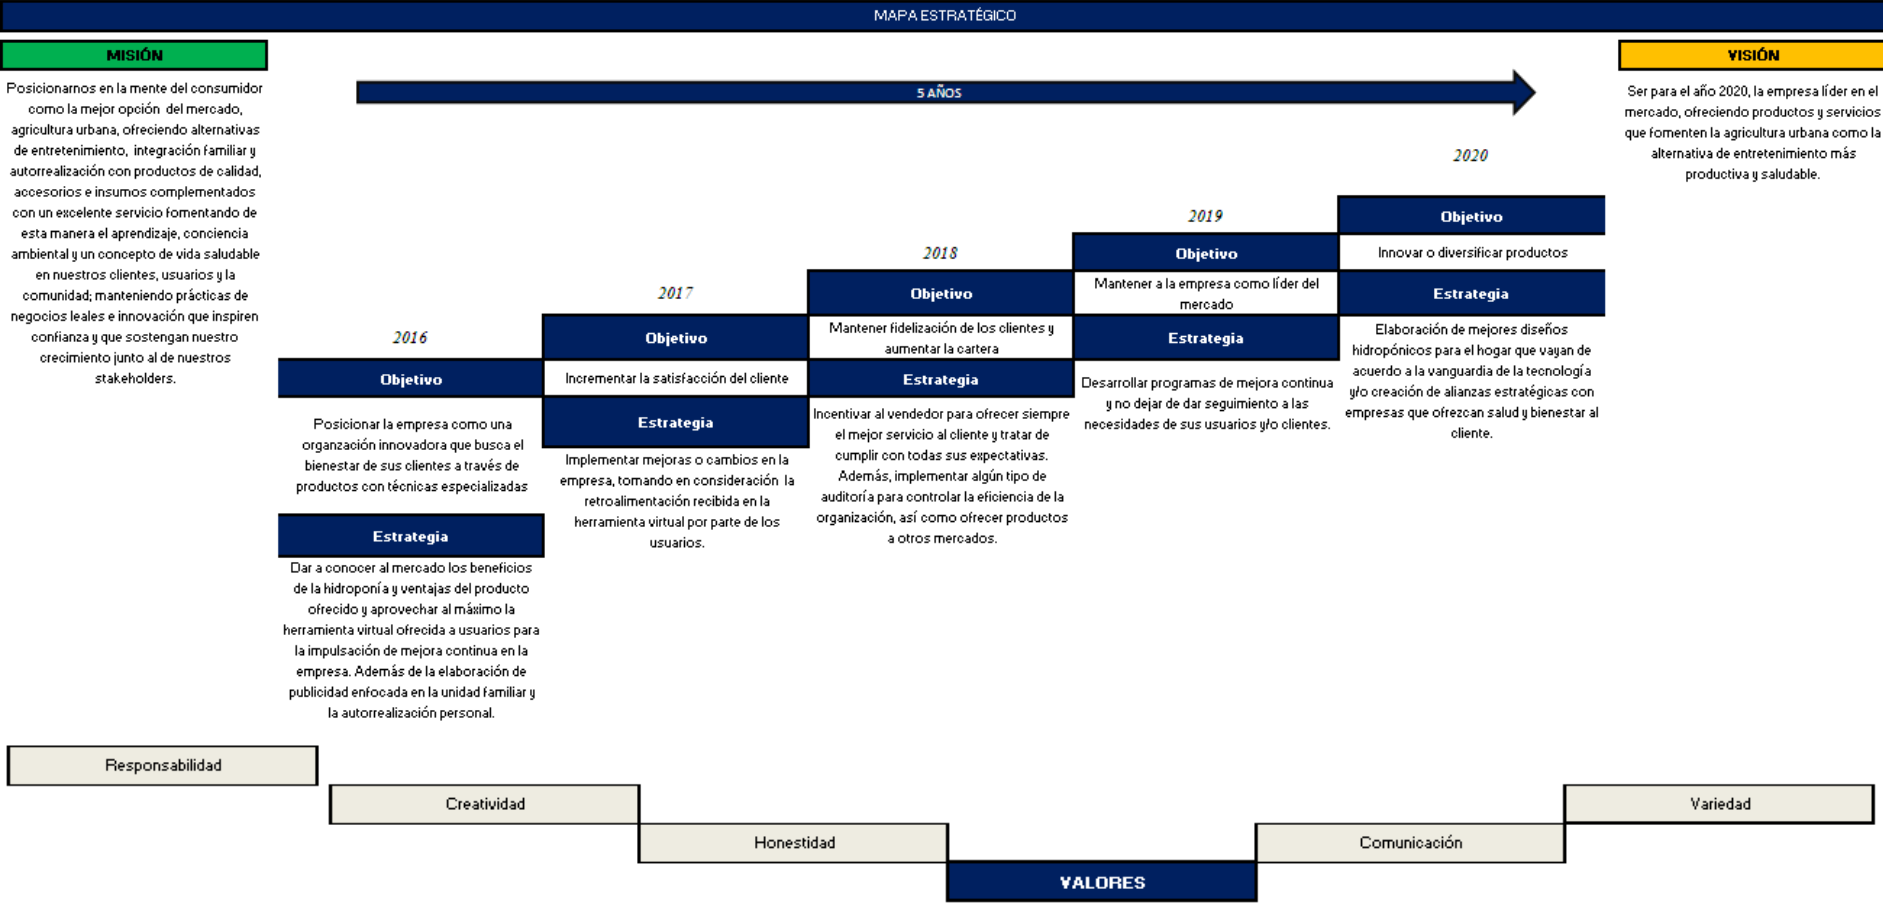 MAPA ESTRATÉGICO
MISIÓN
Posicionarnos en la mente del consumidor
como la mejor opción del mercado,
agricultura urbana, ofreciendo alternativas
de entretenimiento, integración familiar y
autorrealización con productos de calidad,
accesorios e insumos complementados
con un excelente servicio fomentando de
esta manera el aprendizaje, conciencia
ambiental y un concepto de vida saludable
en nuestros clientes, usuarios y la
comunidad; manteniendo prácticas de
negocios leales e innovación que inspiren
confianza y que sostengan nuestro
crecimiento junto al de nuestros
stakeholders.
5 AÑOS
VISIÓN
Ser para el año 2020, la empresa líder en el
mercado, ofreciendo productos y servicios
que fomenten la agricultura urbana como la
alternativa de entretenimiento más
productiva y saludable.
2016
Objetivo
Posicionar la empresa como una
organzación innovadora que busca el
bienestar de sus clientes a través de
productos con técnicas especializadas
Estrategia
Dar a conocer al mercado los beneficios
de la hidroponía y ventajas del producto
ofrecido y aprovechar al máximo la
herramienta virtual ofrecida a usuarios para
la impulsación de mejora continua en la
empresa. Además de la elaboración de
publicidad enfocada en la unidad familiar y
la autorrealización personal.
2017
Objetivo
Incrementar la satisfacción del cliente
Estrategia
Implementar mejoras o cambios en la
empresa, tomando en consideración la
retroalimentación recibida en la
herramienta virtual por parte de los
usuarios.
2018
Objetivo
Mantener fidelización de los clientes y
aumentar la cartera
Estrategia
Incentivar al vendedor para ofrecer siempre
el mejor servicio al cliente y tratar de
cumplir con todas sus expectativas.
Además, implementar algún tipo de
auditoría para controlar la eficiencia de la
organización, así como ofrecer productos
a otros mercados.
2019
Objetivo
Mantener a la empresa como líder del
mercado
Estrategia
Desarrollar programas de mejora continua
y no dejar de dar seguimiento a las
necesidades de sus usuarios y/o clientes.
2020
Objetivo
Innovar o diversificar productos
Estrategia
Elaboración de mejores diseños
hidropónicos para el hogar que vayan de
acuerdo a la vanguardia de la tecnología
y/o creación de alianzas estratégicas con
empresas que ofrezcan salud y bienestar al
cliente.
Responsabilidad
Creatividad
Honestidad
VALORES
Comunicación
Variedad